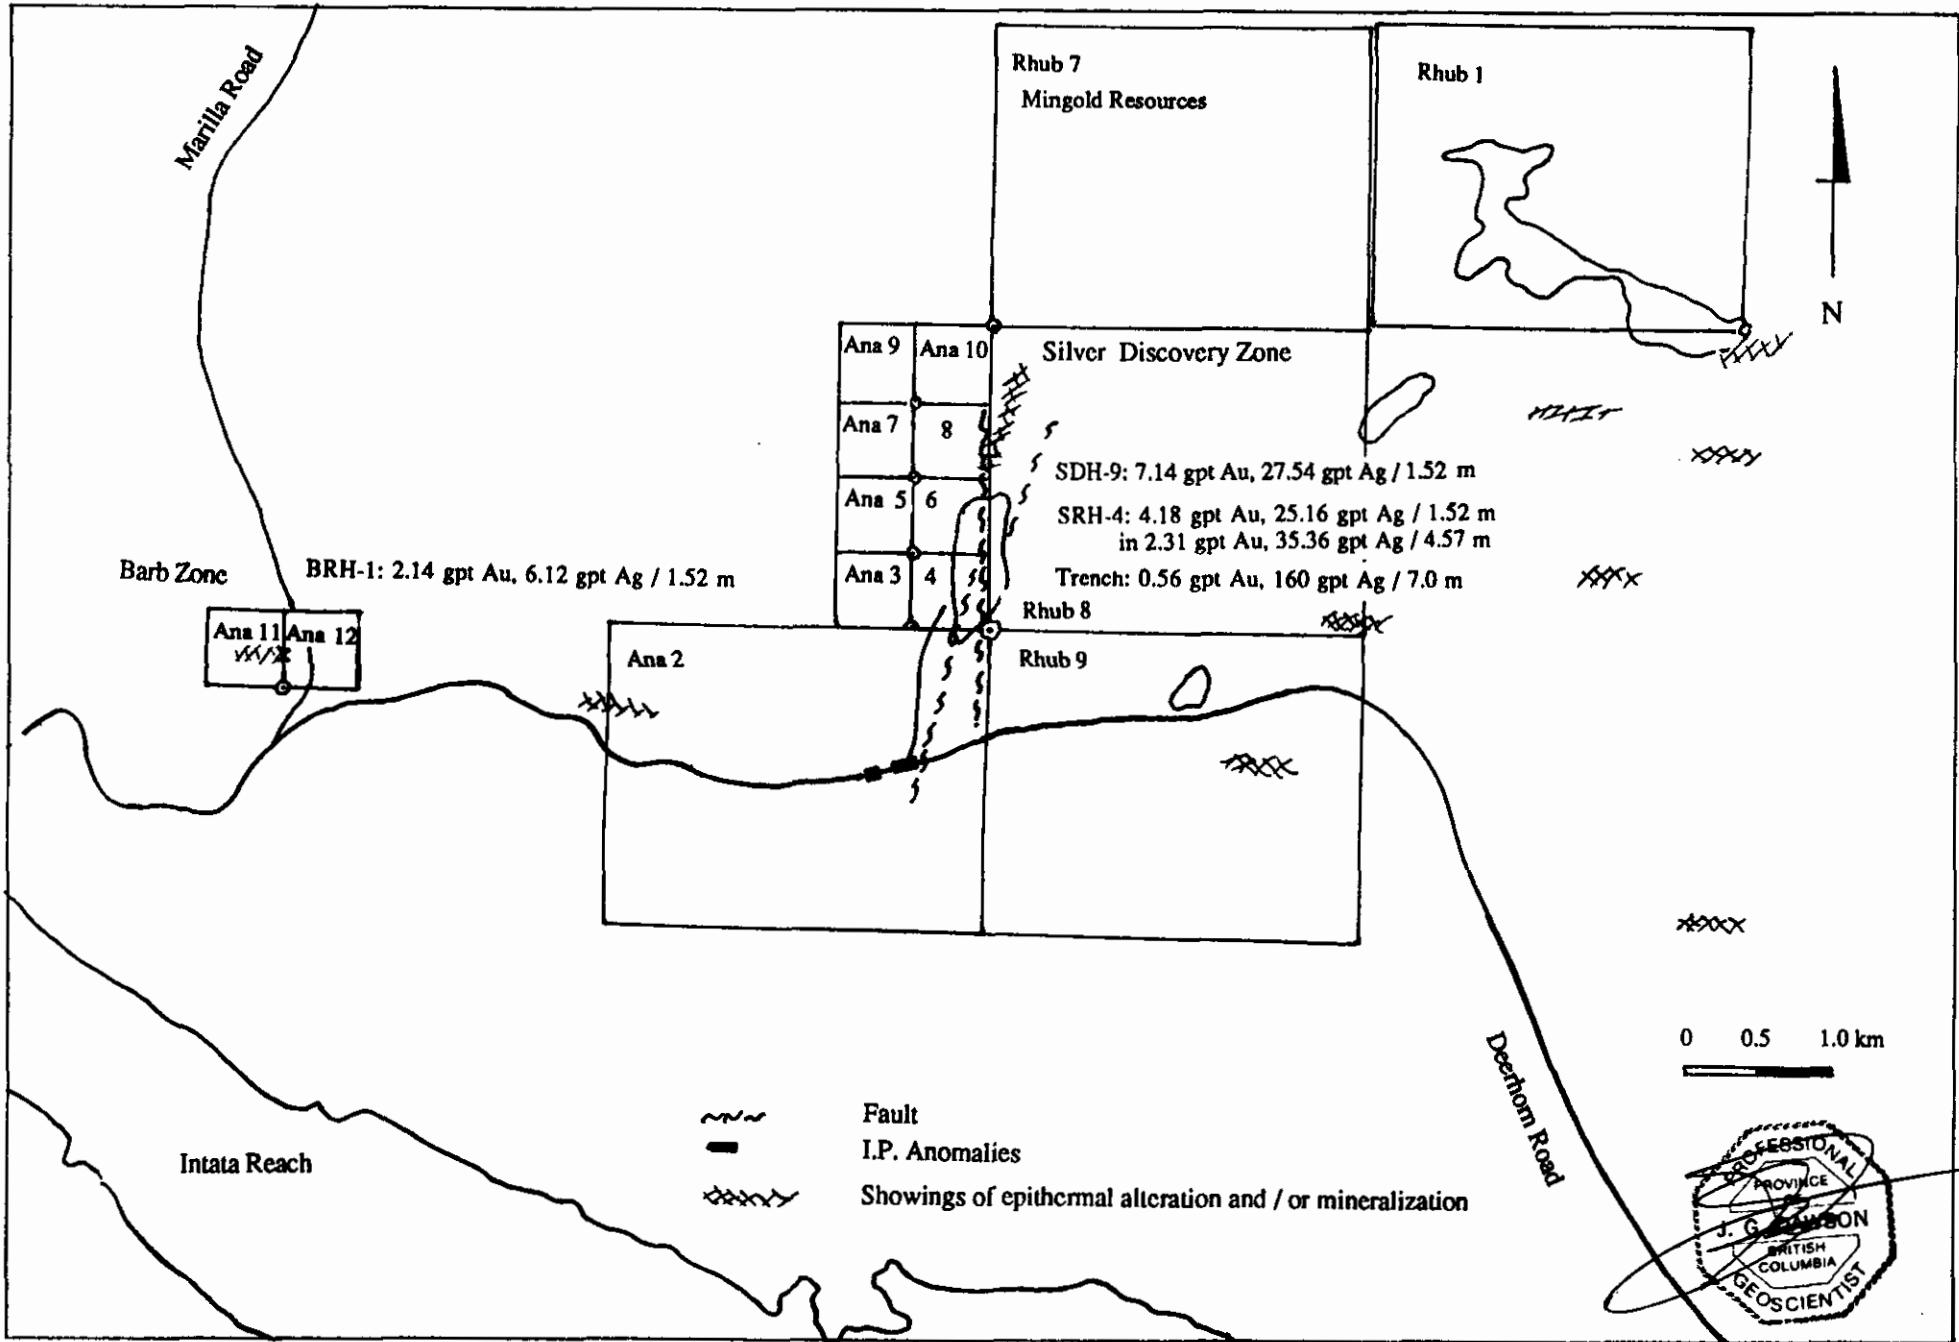 Marilla Road
Rhub 7
Mingold Resources
Rhub 1
N
Ana 9
Ana 10
Silver Discovery Zone
Ana 7
8
SDH-9: 7.14 gpt Au, 27.54 gpt Ag / 1.52 m
Ana 5
6
SRH-4: 4.18 gpt Au, 25.16 gpt Ag / 1.52 m
in 2.31 gpt Au, 35.36 gpt Ag / 4.57 m
Barb Zone
BRH-1: 2.14 gpt Au, 6.12 gpt Ag / 1.52 m
Ana 3
4
Trench: 0.56 gpt Au, 160 gpt Ag / 7.0 m
Rhub 8
Ana 11
Ana 12
Ana 2
Rhub 9
0 0.5 1.0 km
Deerhorn Road
Fault
I.P. Anomalies
Showings of epithermal alteration and / or mineralization
Intata Reach
PROFESSIONAL
PROVINCE
J. G. DAWSON
BRITISH
COLUMBIA
GEOSCIENTIST